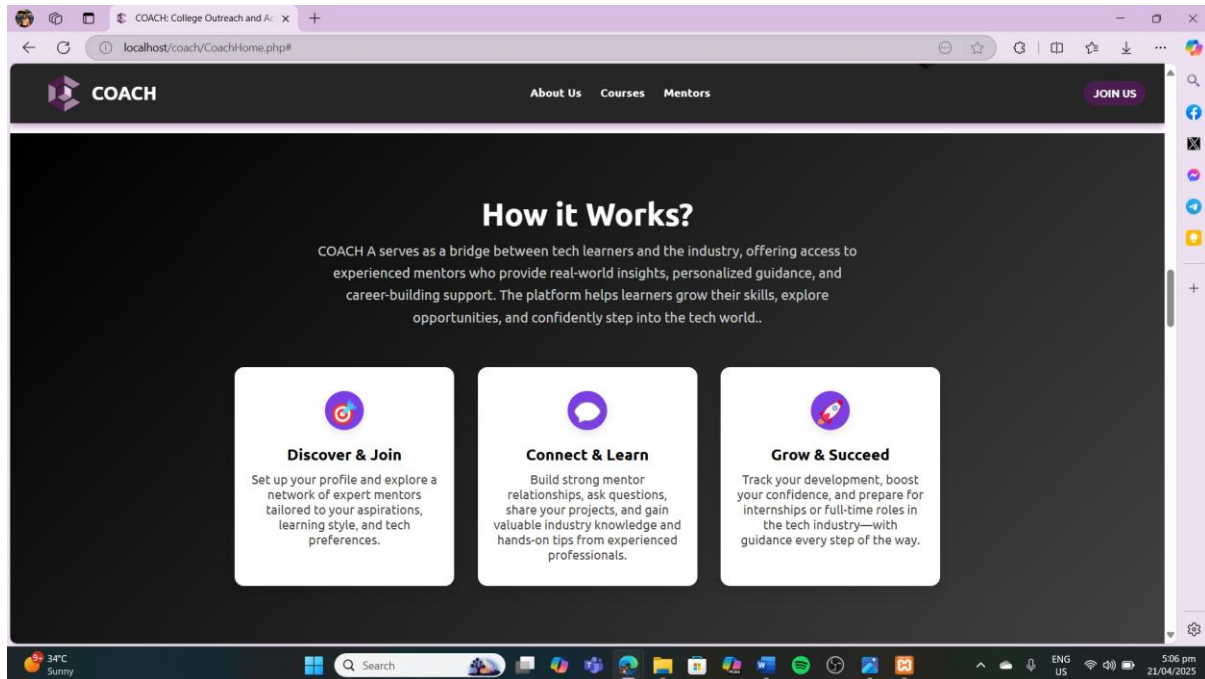 COACH: College Outreach and Ac
localhost/coach/CoachHome.php#
COACH
About Us Courses Mentors
JOIN US
How it Works?
COACH A serves as a bridge between tech learners and the industry, offering access to
experienced mentors who provide real-world insights, personalized guidance, and
career-building support. The platform helps learners grow their skills, explore
opportunities, and confidently step into the tech world..
Discover & Join
Set up your profile and explore a
network of expert mentors
tailored to your aspirations,
learning style, and tech
preferences.
Connect & Learn
Build strong mentor
relationships, ask questions,
share your projects, and gain
valuable industry knowledge and
hands-on tips from experienced
professionals.
Grow & Succeed
Track your development, boost
your confidence, and prepare for
internships or full-time roles in
the tech industry—with
guidance every step of the way.
9+
34°C
Sunny
Search
ENG
US
5:06 pm
21/04/2025